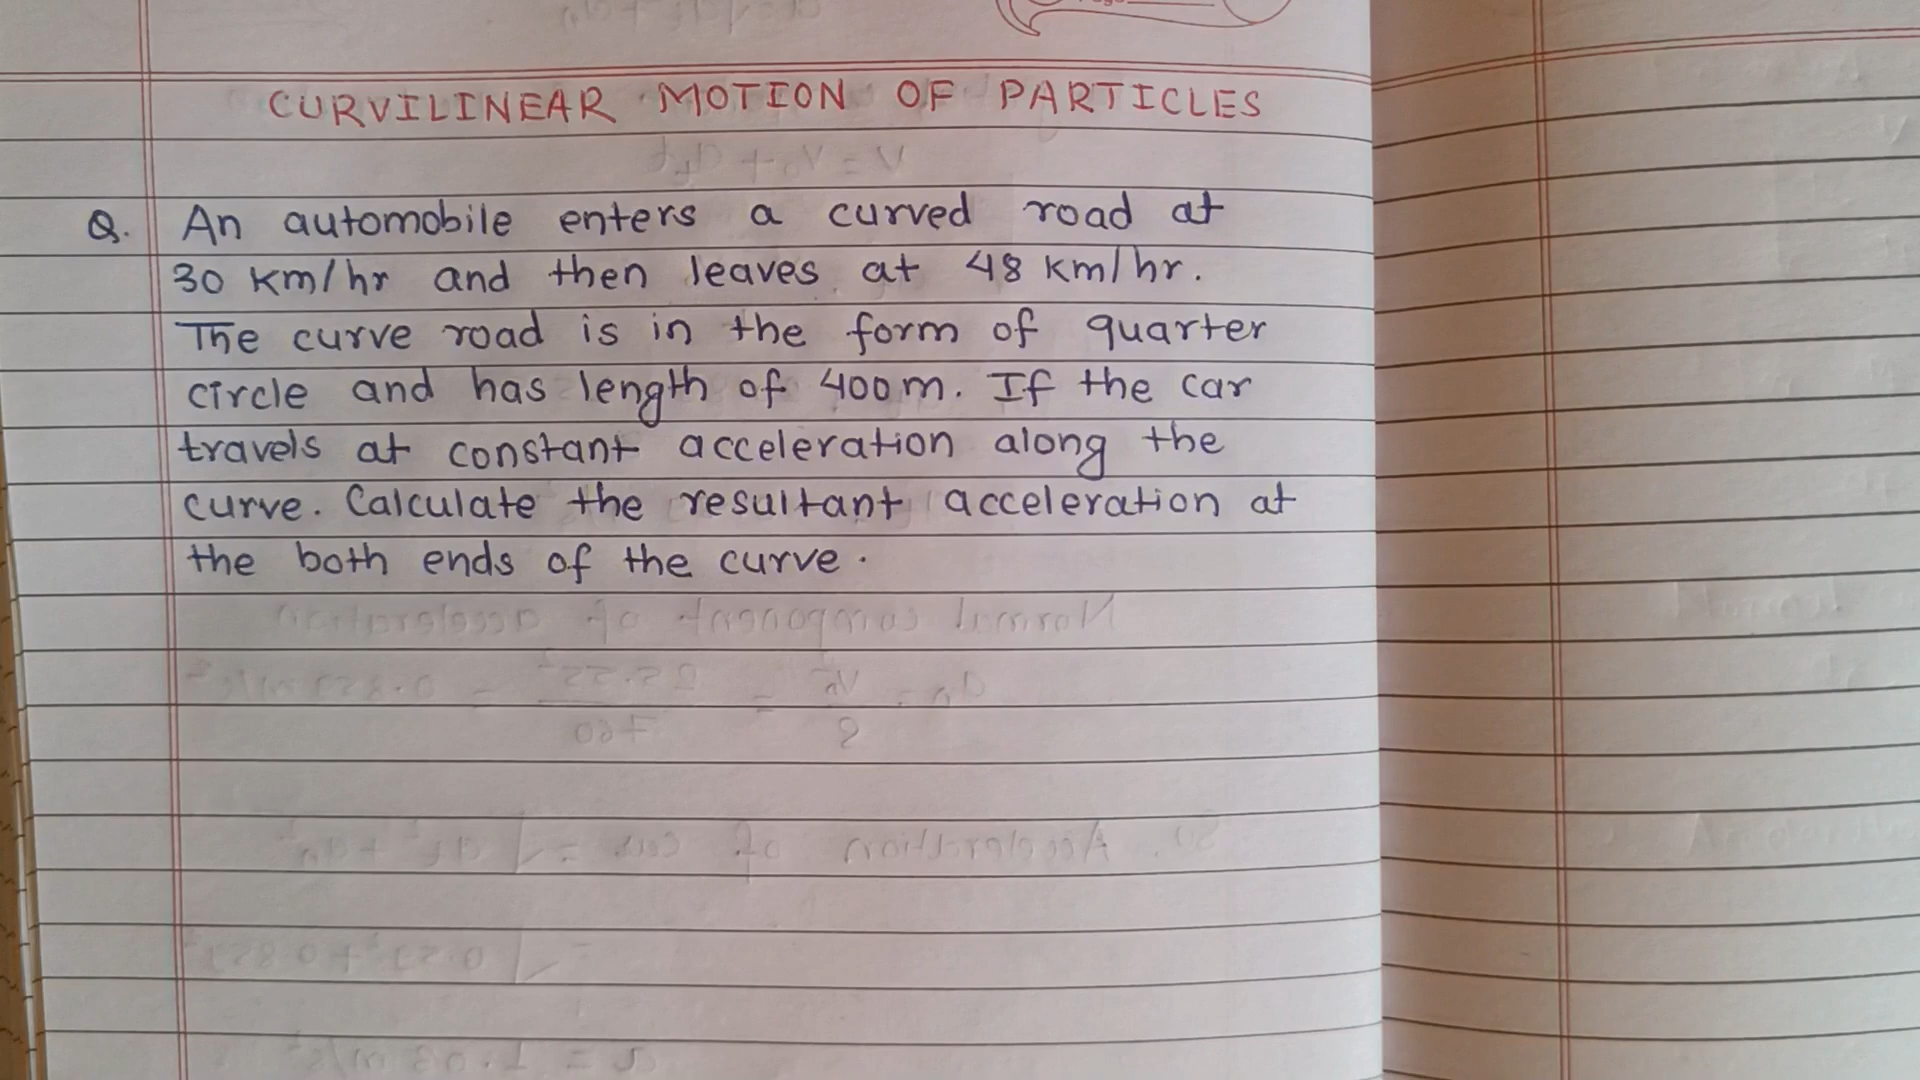 CURVILINEAR MOTION OF PARTICLES
Q. An automobile enters a curved road at
30 km/hr and then leaves at 48 km/hr.
The curve road is in the form of quarter
circle and has length of 400m. If the car
travels at constant acceleration along the
curve. Calculate the resultant acceleration at
the both ends of the curve.